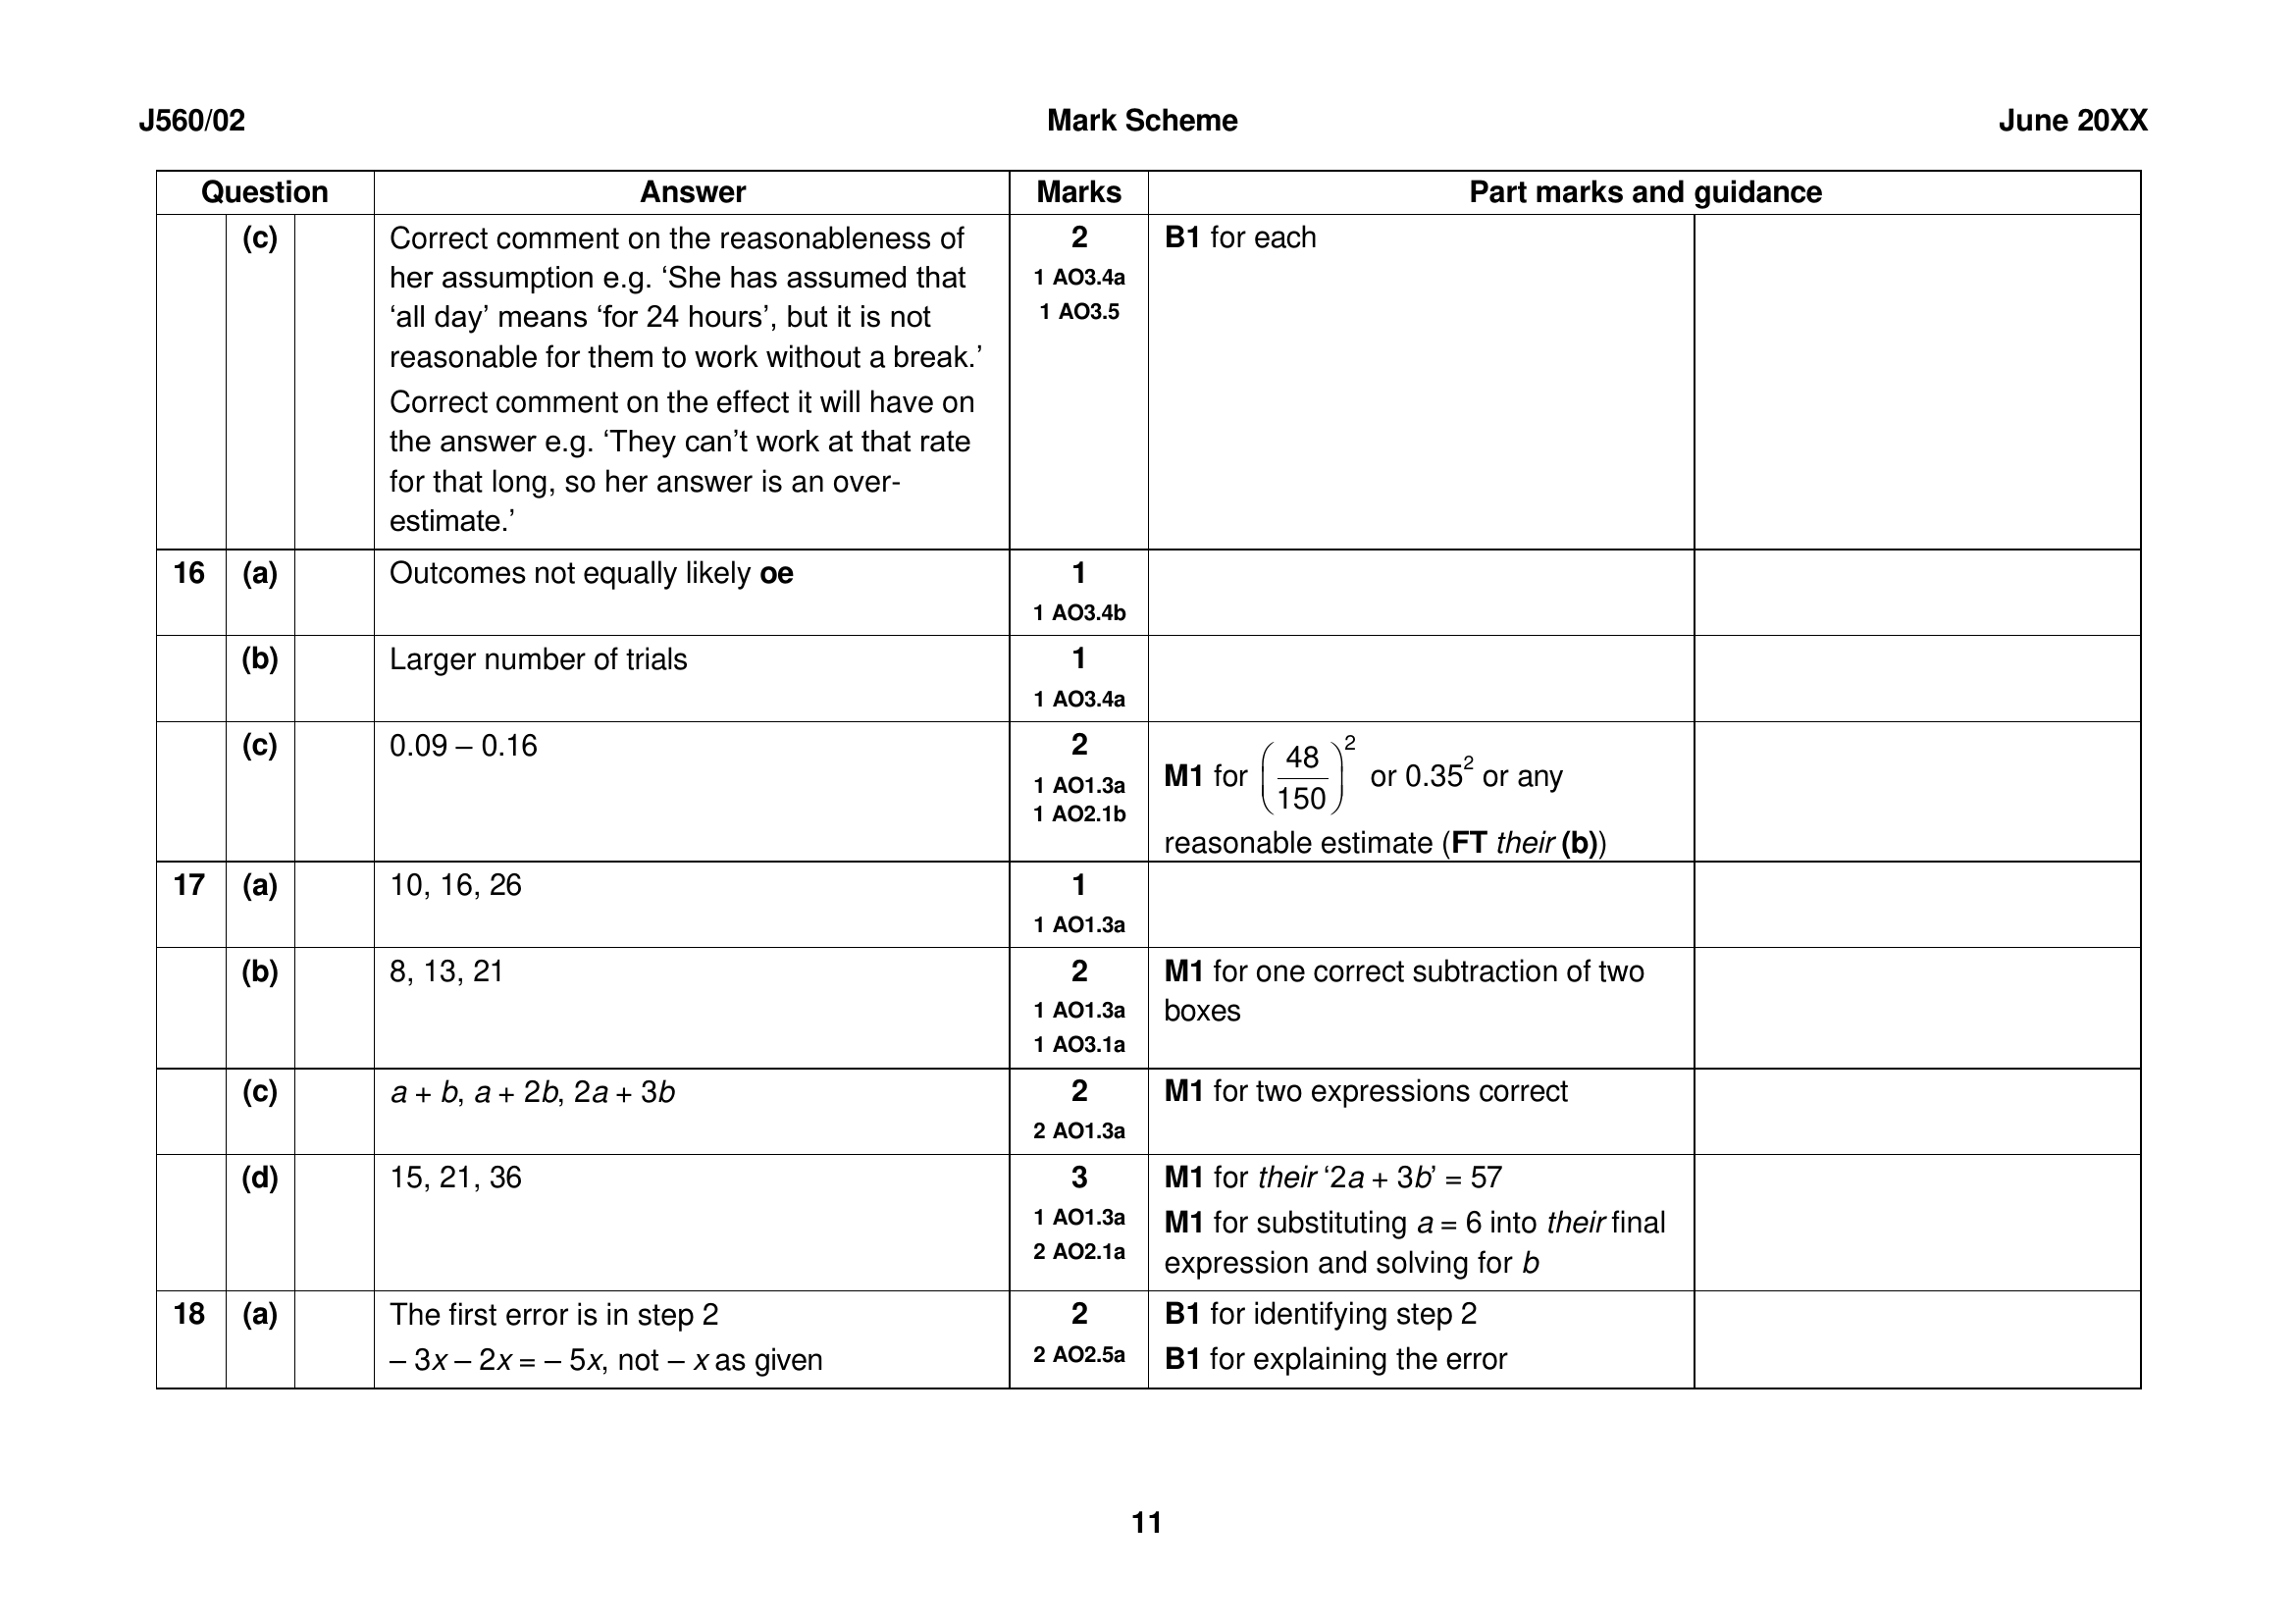 J560/02 Mark Scheme June 20XX
Question Answer Marks Part marks and guidance
(c) Correct comment on the reasonableness of 2 B1 for each
her assumption e.g. ‘She has assumed that 1 AO3.4a
‘all day’ means ‘for 24 hours’, but it is not 1 AO3.5
reasonable for them to work without a break.’
Correct comment on the effect it will have on
the answer e.g. ‘They can’t work at that rate
for that long, so her answer is an over-
estimate.’
16 (a) Outcomes not equally likely oe 1
1 AO3.4b
(b) Larger number of trials 1
1 AO3.4a
(c) 0.09 – 0.16 2
1 AO1.3a
1 AO2.1b
M1 for (48/150)² or 0.35² or any
reasonable estimate (FT their (b))
17 (a) 10, 16, 26 1
1 AO1.3a
(b) 8, 13, 21 2 M1 for one correct subtraction of two
1 AO1.3a boxes
1 AO3.1a
(c) a + b, a + 2b, 2a + 3b 2 M1 for two expressions correct
2 AO1.3a
(d) 15, 21, 36 3 M1 for their ‘2a + 3b’ = 57
1 AO1.3a M1 for substituting a = 6 into their final
2 AO2.1a expression and solving for b
18 (a) The first error is in step 2 2 B1 for identifying step 2
– 3x – 2x = – 5x, not – x as given 2 AO2.5a B1 for explaining the error
11